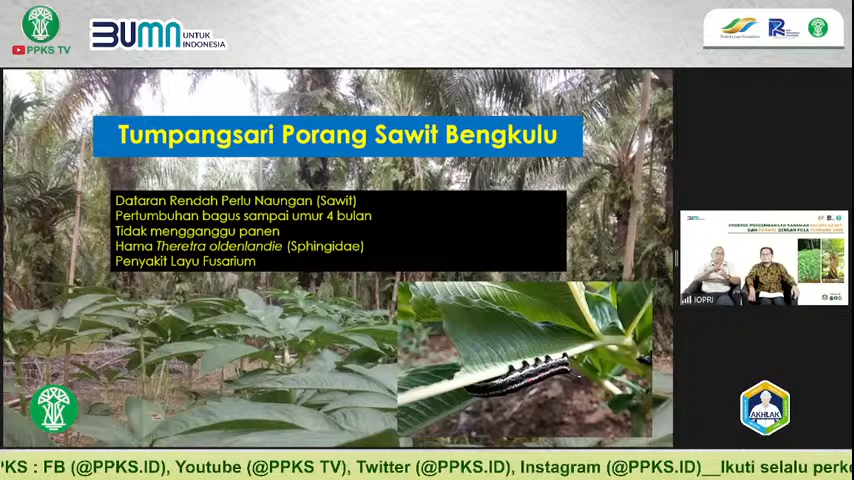 PPKS TV
BUMN UNTUK INDONESIA
Tumpangsari Porang Sawit Bengkulu
Dataran Rendah Perlu Naungan (Sawit)
Pertumbuhan bagus sampai umur 4 bulan
Tidak mengganggu panen
Hama Theretra oldenlandie (Sphingidae)
Penyakit Layu Fusarium
IOPRI
AKHLAK
PKS : FB (@PPKS.ID), Youtube (@PPKS TV), Twitter (@PPKS.ID), Instagram (@PPKS.ID)__Ikuti selalu perke